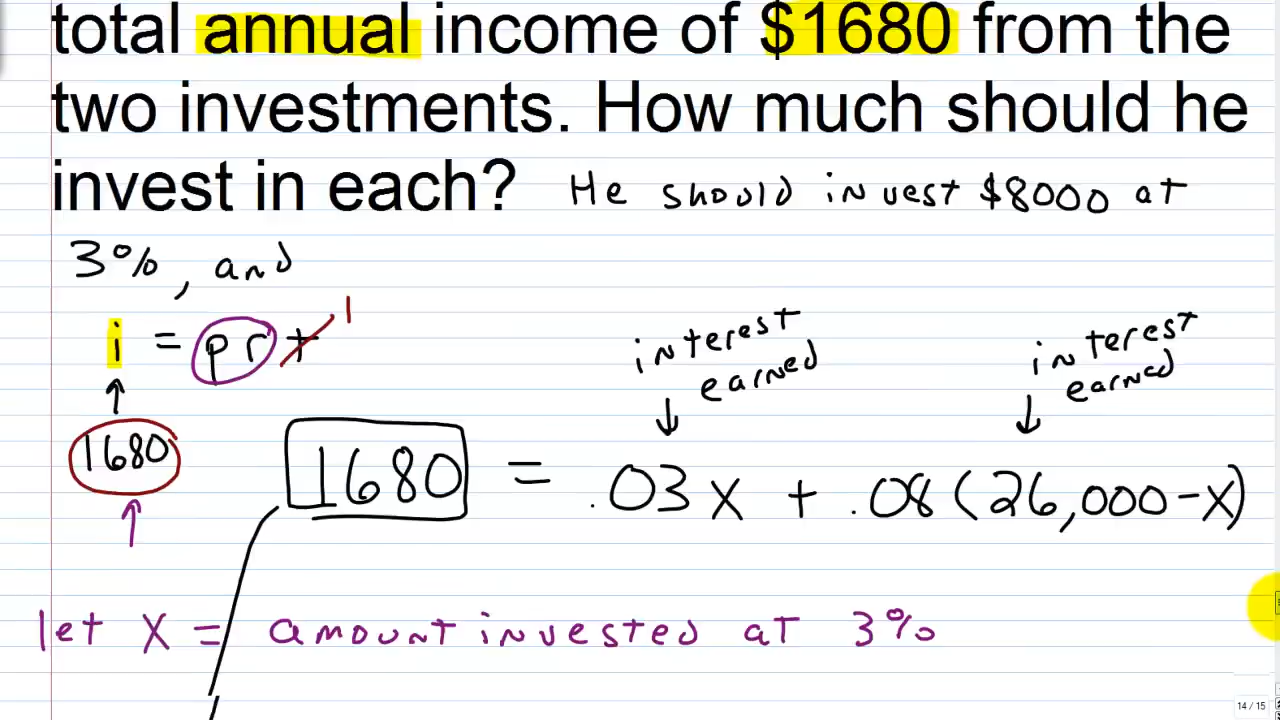 total annual income of $1680 from the
two investments. How much should he
invest in each? He should invest $8000 at
3%, and
i = prt 1
interest earned
interest earned
1680
1680 = .03x + .08(26,000-x)
let x = amount invested at 3%
14 / 15